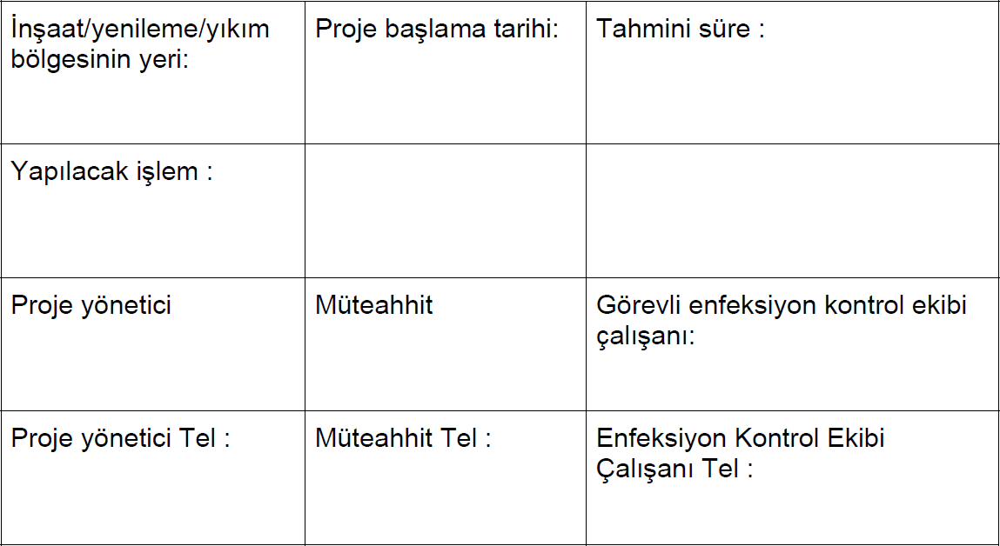 İnşaat/yenileme/yıkım
bölgesinin yeri:
Proje başlama tarihi:
Tahmini süre :
Yapılacak işlem :
Proje yönetici
Müteahhit
Görevli enfeksiyon kontrol ekibi
çalışanı:
Proje yönetici Tel :
Müteahhit Tel :
Enfeksiyon Kontrol Ekibi
Çalışanı Tel :